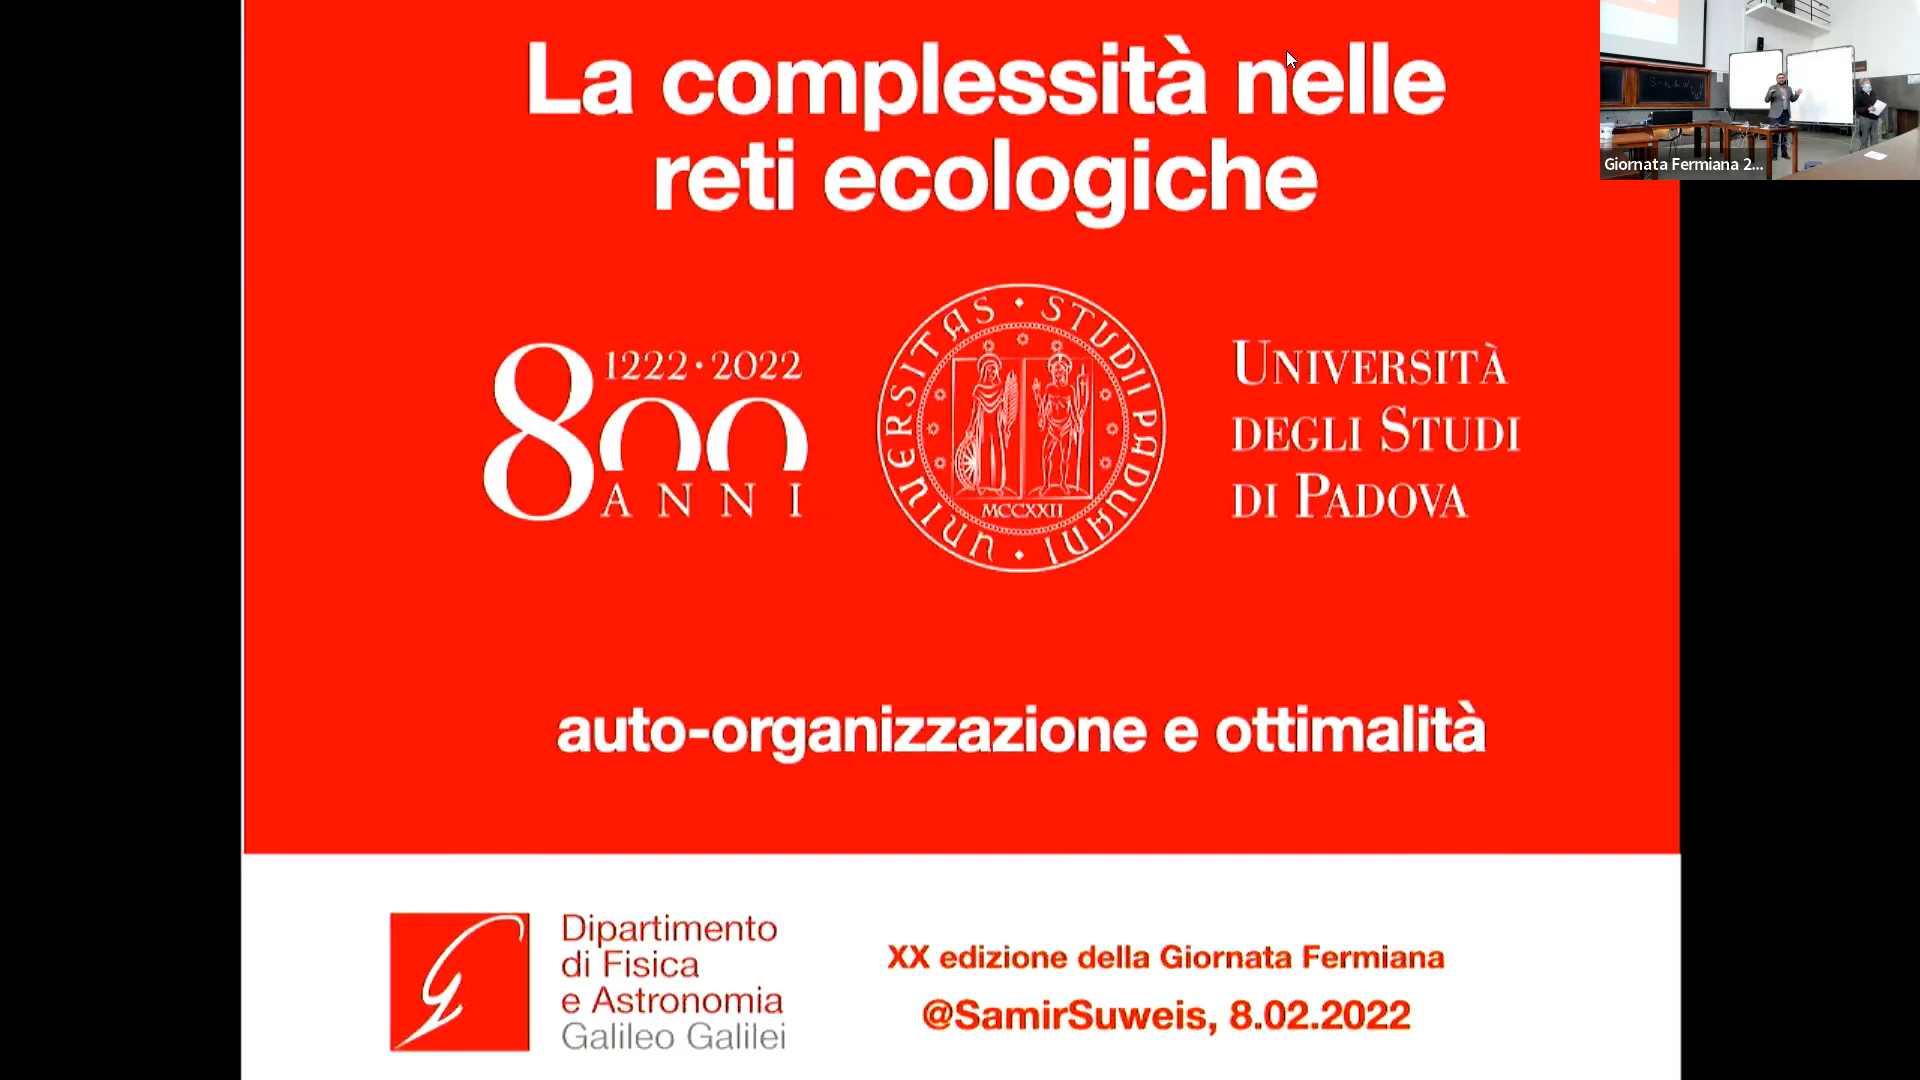 La complessità nelle
reti ecologiche
1222·2022
800
ANNI
UNIVERSITAS · STUDII PADUANI ·
MCCXXII
UNIVERSITÀ
DEGLI STUDI
DI PADOVA
auto-organizzazione e ottimalità
Dipartimento
di Fisica
e Astronomia
Galileo Galilei
XX edizione della Giornata Fermiana
@SamirSuweis, 8.02.2022
Giornata Fermiana 2...